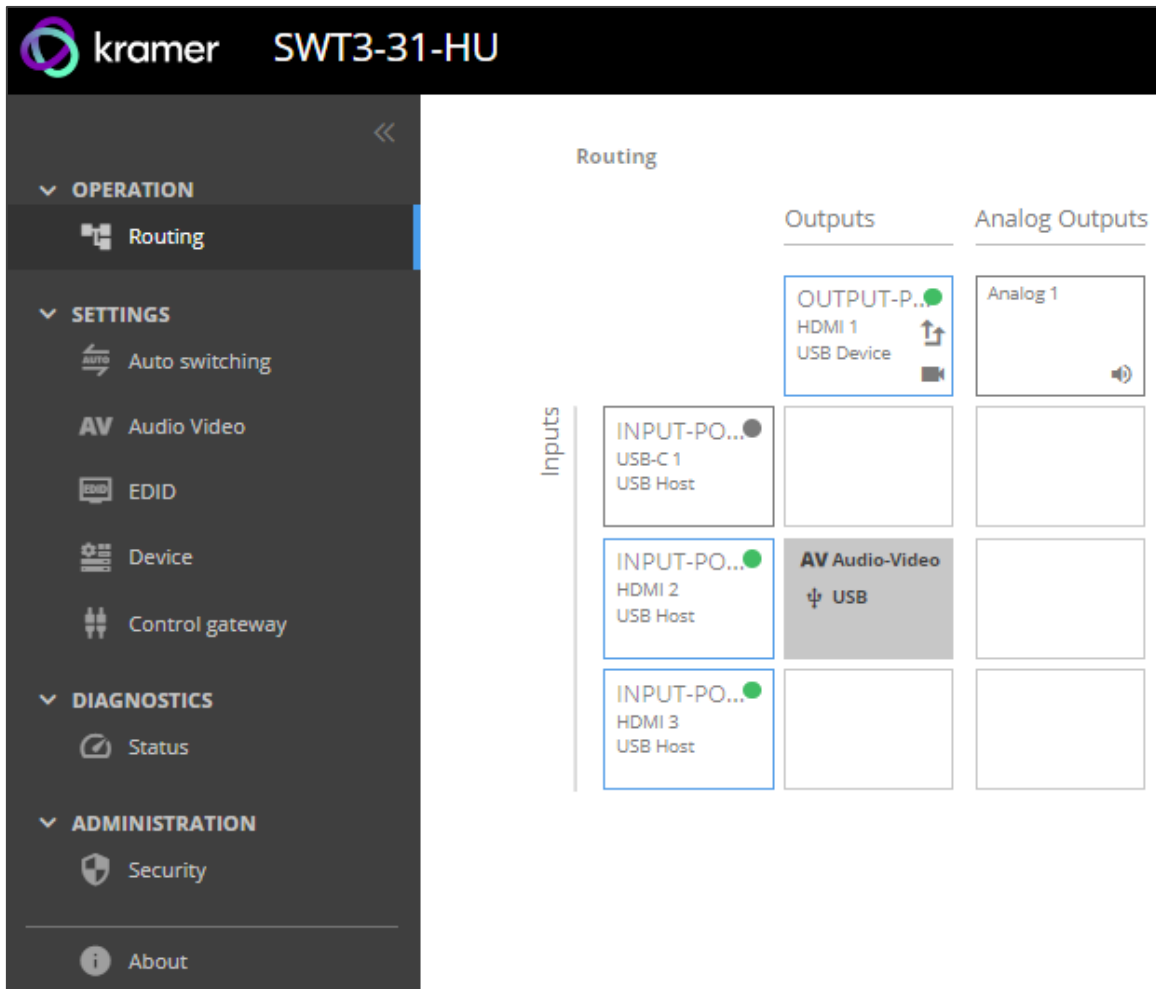 kramer SWT3-31-HU
OPERATION
Routing
SETTINGS
AUTO Auto switching
AV Audio Video
EDID EDID
Device
Control gateway
DIAGNOSTICS
Status
ADMINISTRATION
Security
i About
Routing
Outputs Analog Outputs
OUTPUT-P...
HDMI 1
USB Device
Analog 1
Inputs
INPUT-PO...
USB-C 1
USB Host
INPUT-PO...
HDMI 2
USB Host
AV Audio-Video
USB
INPUT-PO...
HDMI 3
USB Host